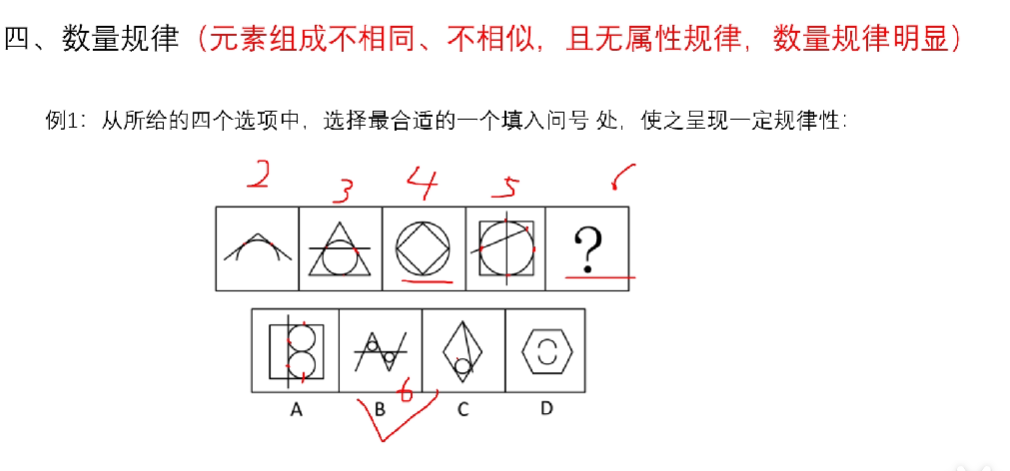 四、数量规律（元素组成不相同、不相似，且无属性规律，数量规律明显）
例1：从所给的四个选项中，选择最合适的一个填入问号 处，使之呈现一定规律性：
2 3 4 5
?
6
A B C D